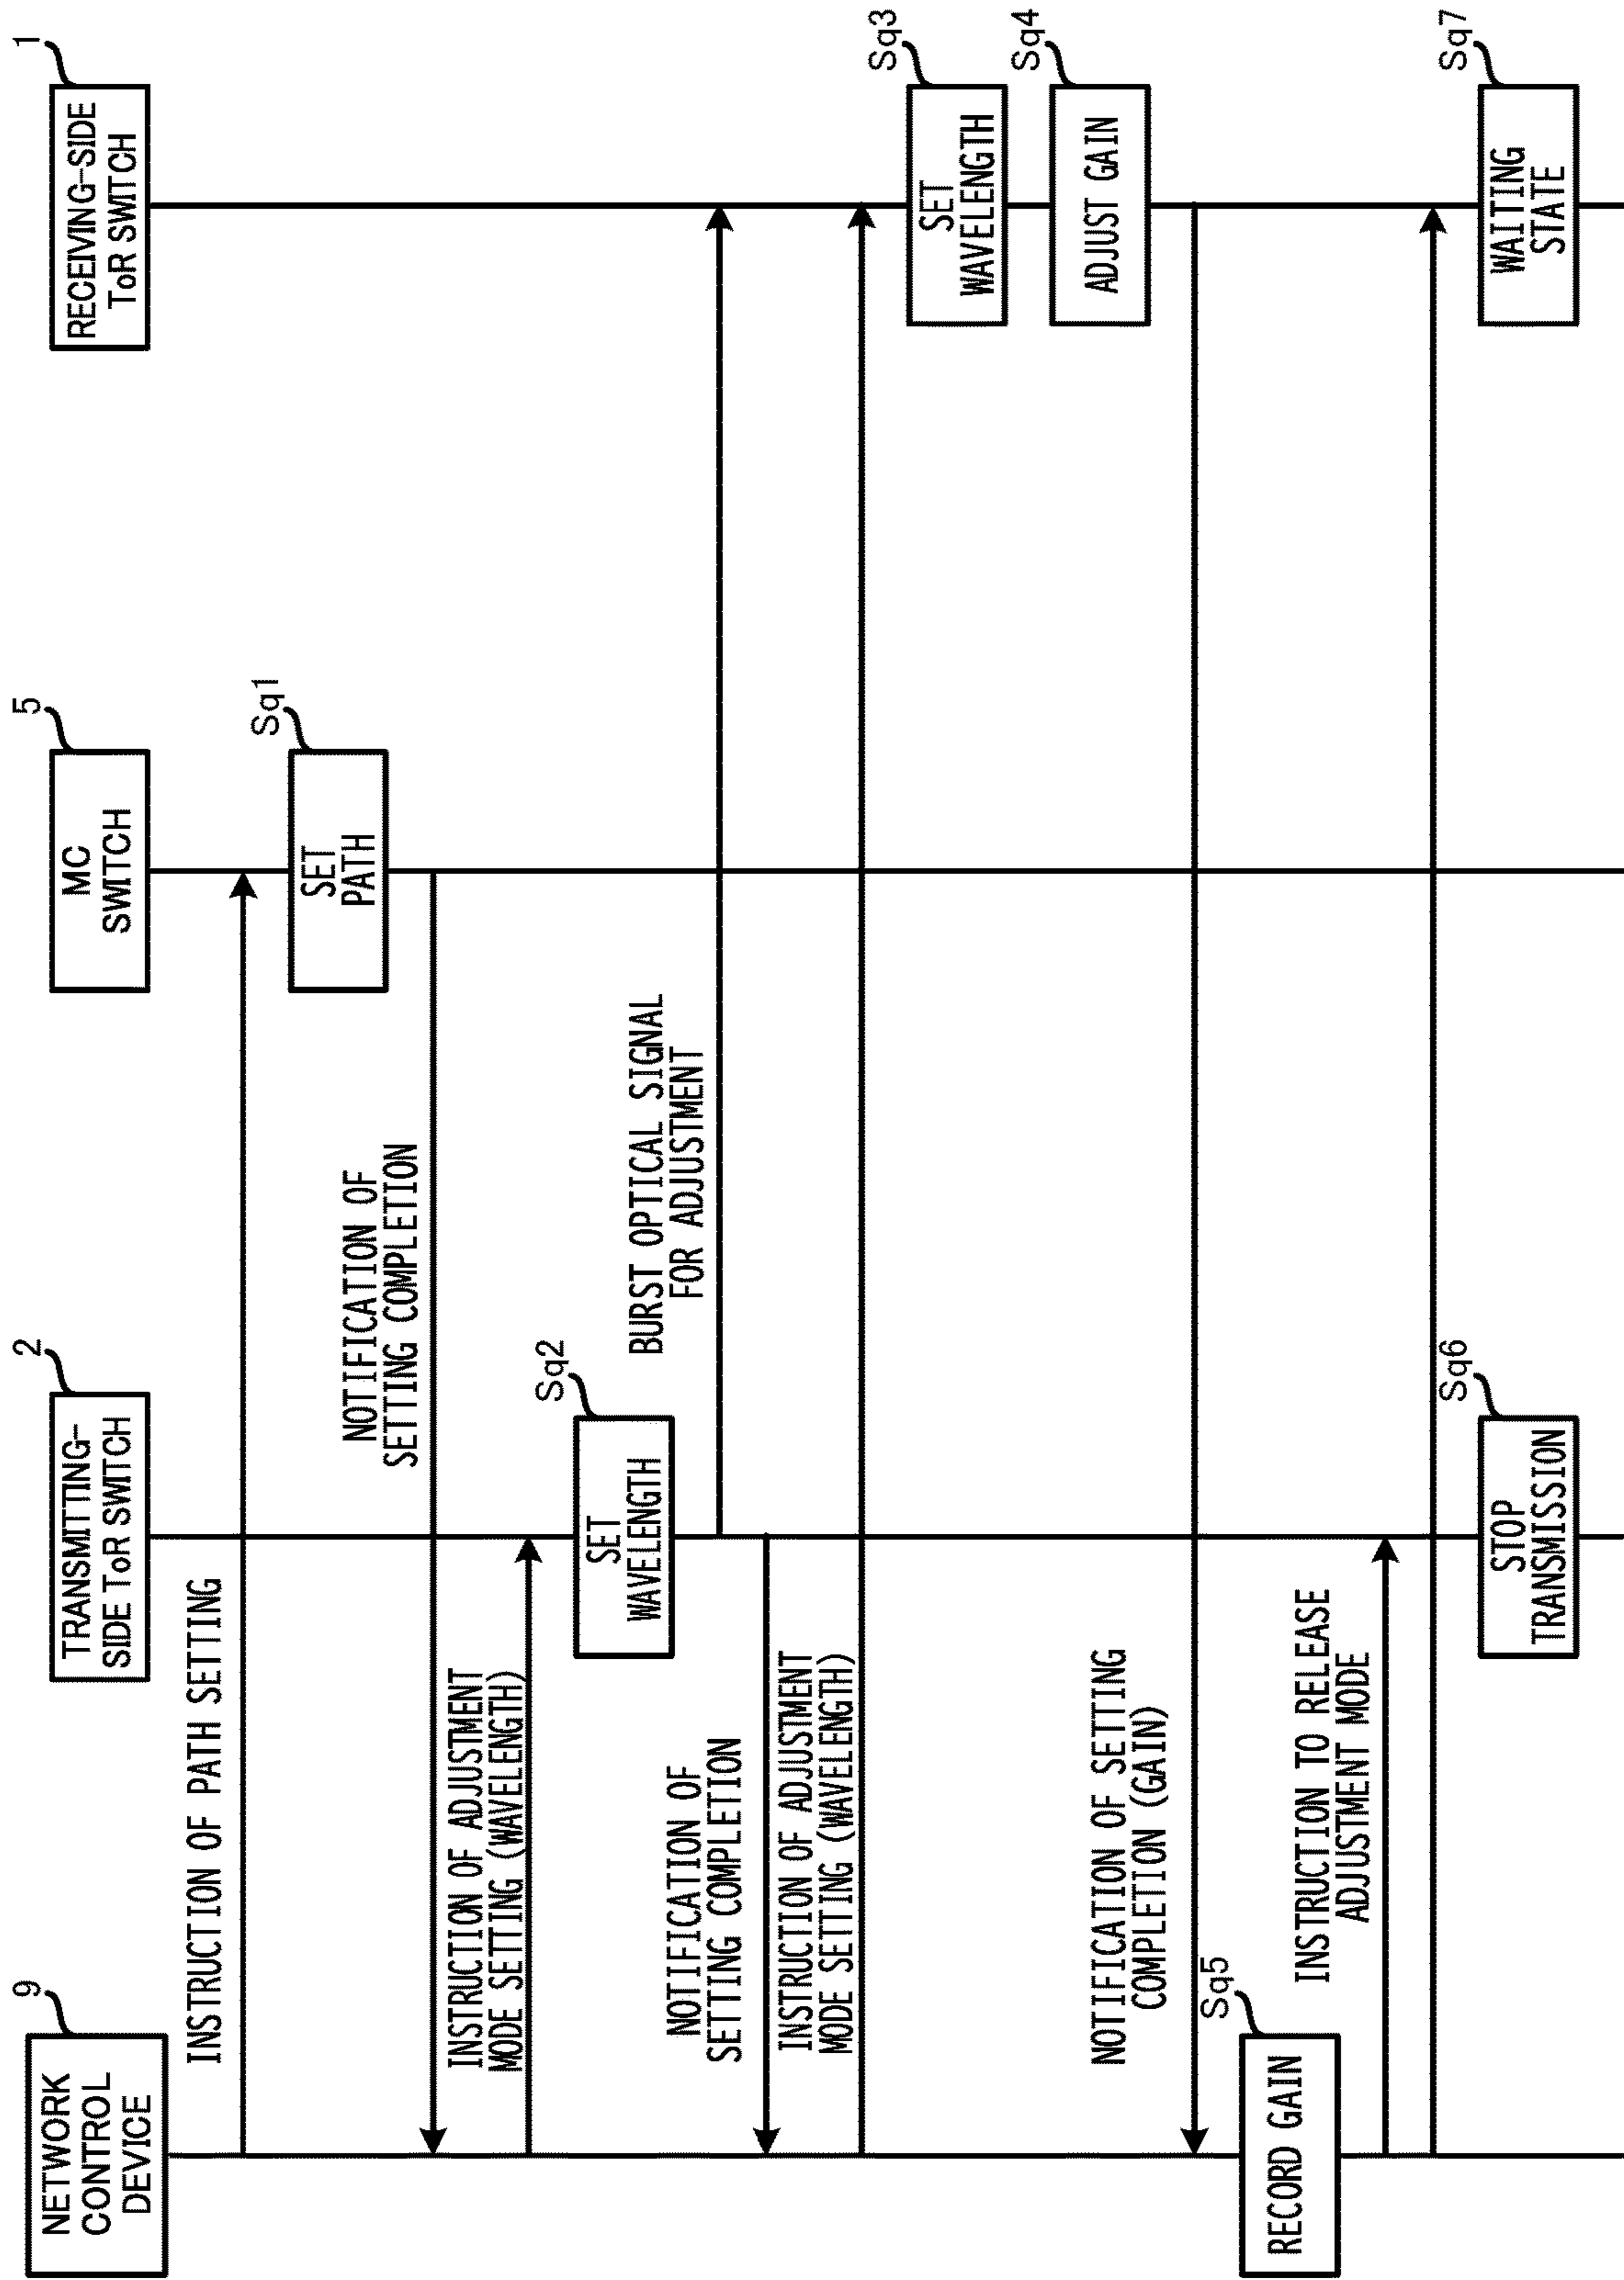 9
NETWORK
CONTROL
DEVICE
2
TRANSMITTING-
SIDE ToR SWITCH
5
MC
SWITCH
1
RECEIVING-SIDE
ToR SWITCH
INSTRUCTION OF PATH SETTING
Sq1
SET
PATH
NOTIFICATION OF
SETTING COMPLETION
INSTRUCTION OF ADJUSTMENT
MODE SETTING (WAVELENGTH)
Sq2
SET
WAVELENGTH
BURST OPTICAL SIGNAL
FOR ADJUSTMENT
NOTIFICATION OF
SETTING COMPLETION
INSTRUCTION OF ADJUSTMENT
MODE SETTING (WAVELENGTH)
Sq3
SET
WAVELENGTH
Sq4
ADJUST GAIN
NOTIFICATION OF SETTING
COMPLETION (GAIN)
Sq5
RECORD GAIN
INSTRUCTION TO RELEASE
ADJUSTMENT MODE
Sq6
STOP
TRANSMISSION
Sq7
WAITING
STATE